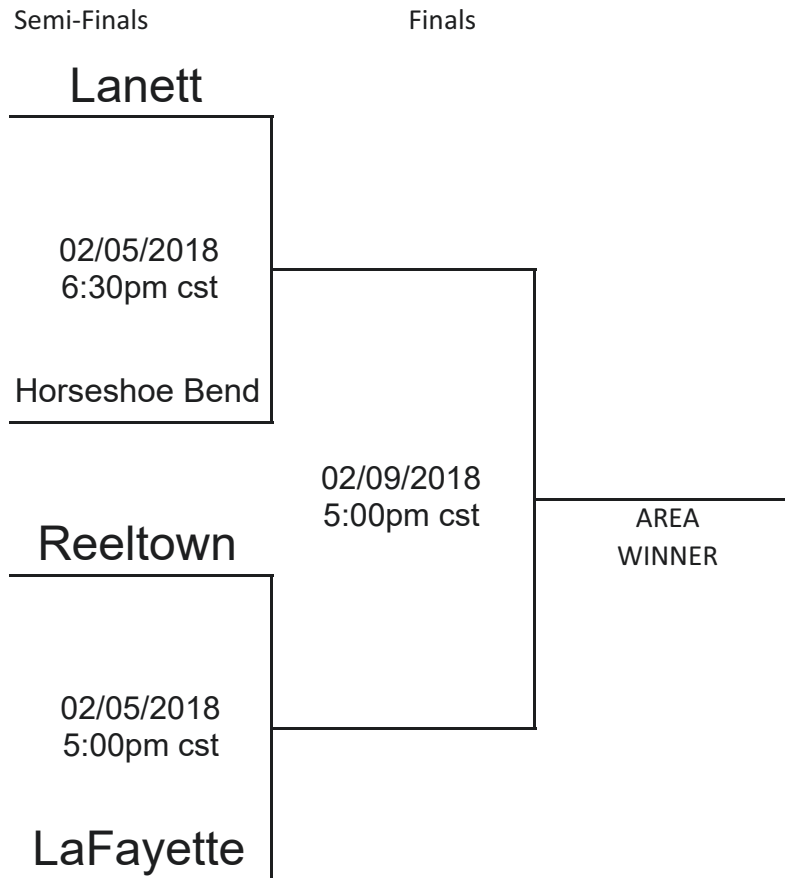 Semi-Finals
Finals
Lanett
02/05/2018
6:30pm cst
Horseshoe Bend
02/09/2018
5:00pm cst
AREA
WINNER
Reeltown
02/05/2018
5:00pm cst
LaFayette